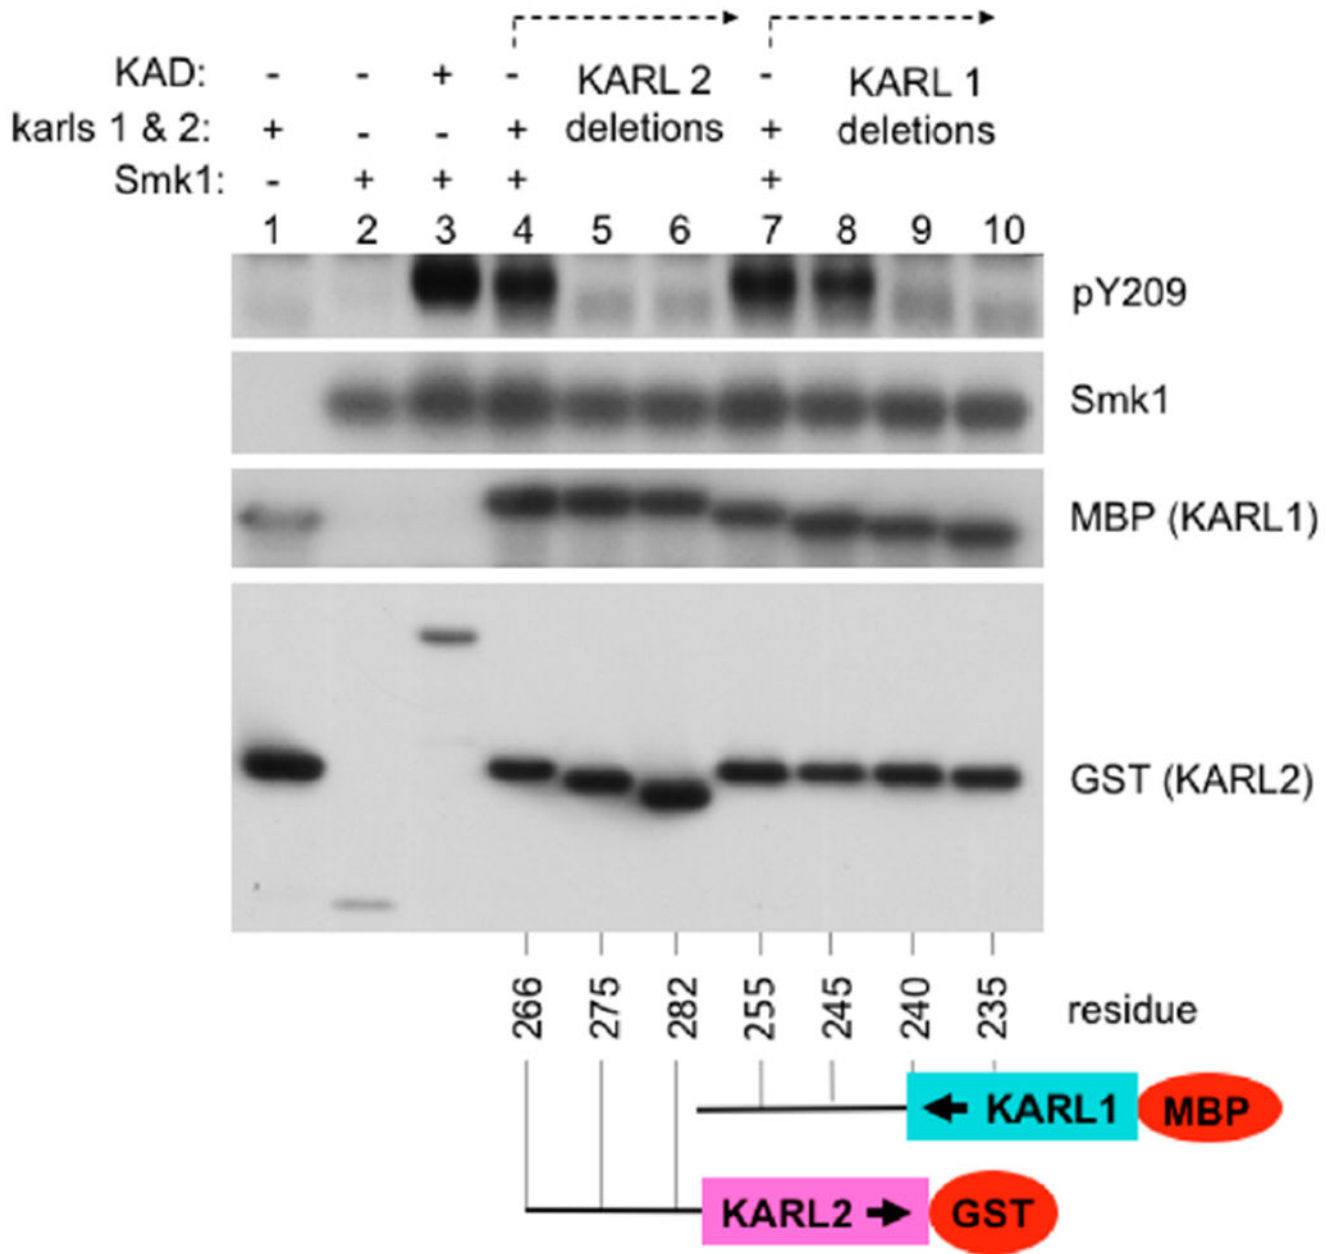 KAD: - - + - KARL 2 - KARL 1
karls 1 & 2: + - - + deletions + deletions
Smk1: - + + + +
1 2 3 4 5 6 7 8 9 10
pY209
Smk1
MBP (KARL1)
GST (KARL2)
266 275 282 255 245 240 235 residue
KARL1 MBP
KARL2 GST